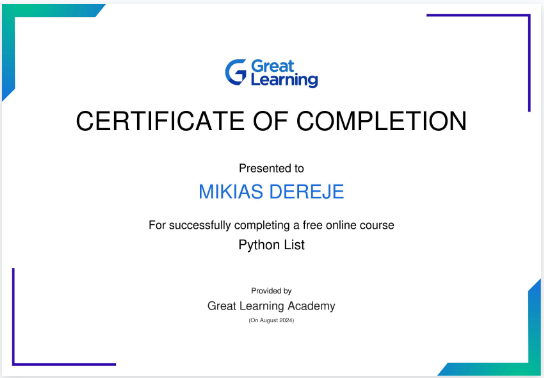 Great
Learning
CERTIFICATE OF COMPLETION
Presented to
MIKIAS DEREJE
For successfully completing a free online course
Python List
Provided by
Great Learning Academy
(On August 2024)